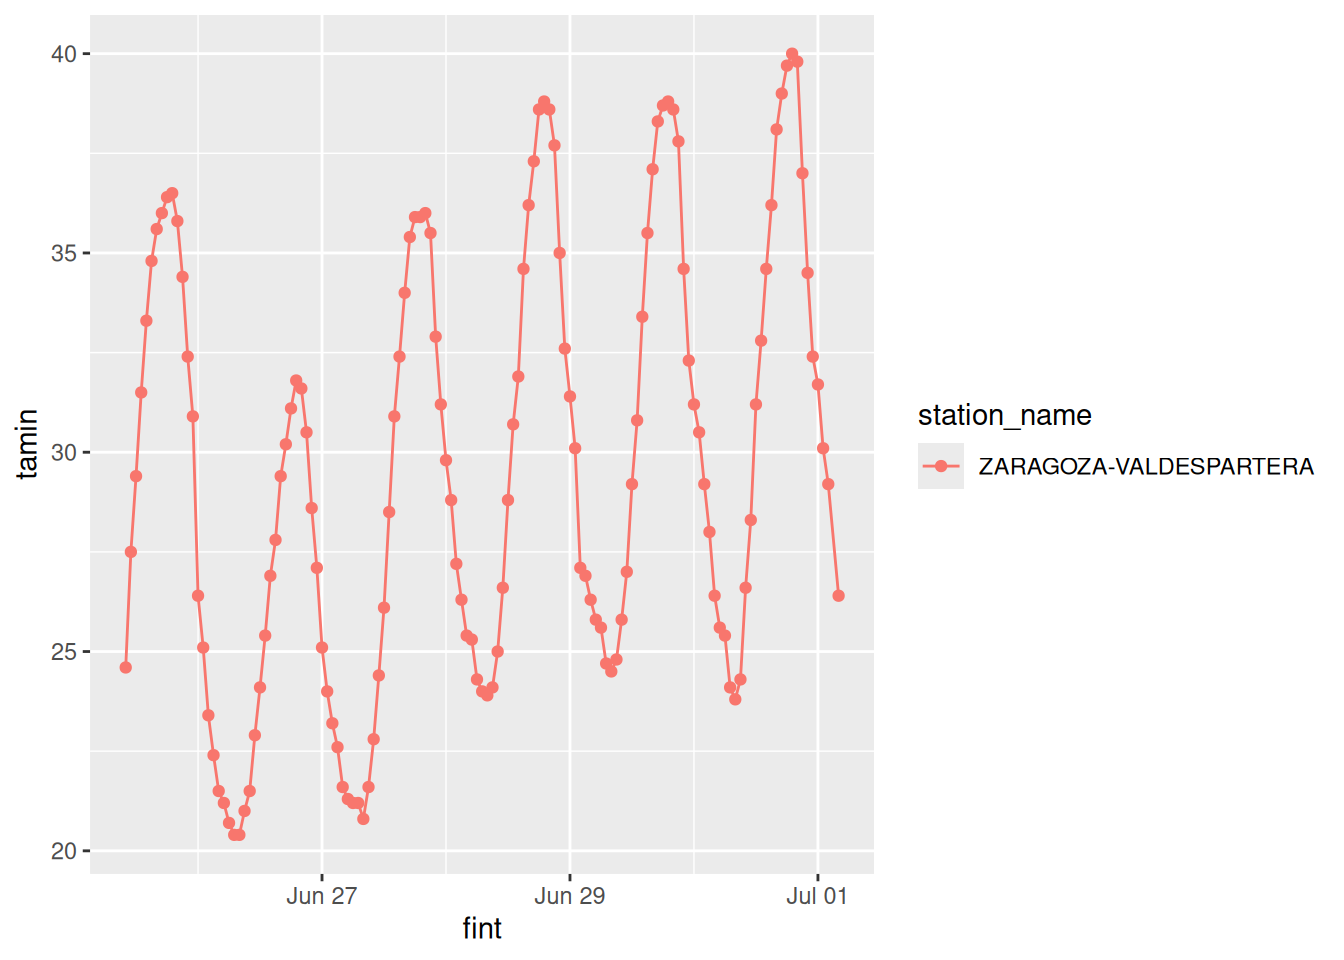 40
35
30
25
20
tamin
Jun 27
Jun 29
Jul 01
fint
station_name
ZARAGOZA-VALDESPARTERA